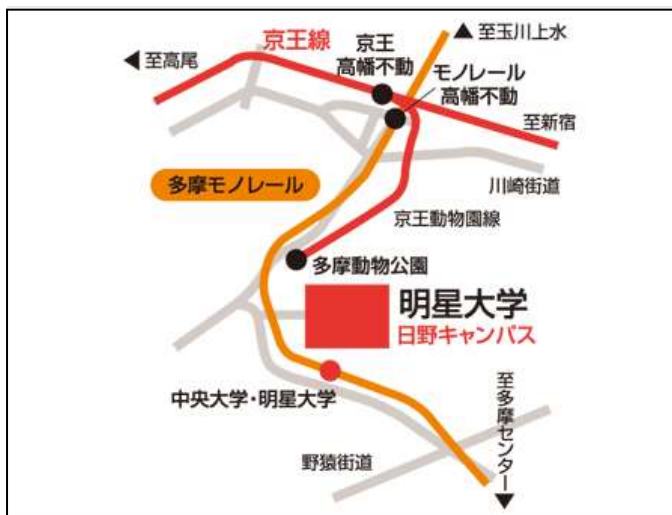 京王線
京王
高幡不動
▲至玉川上水
◀至高尾
モノレール
高幡不動
至新宿
多摩モノレール
川崎街道
京王動物園線
多摩動物公園
明星大学
日野キャンパス
中央大学・明星大学
至多摩センター▼
野猿街道